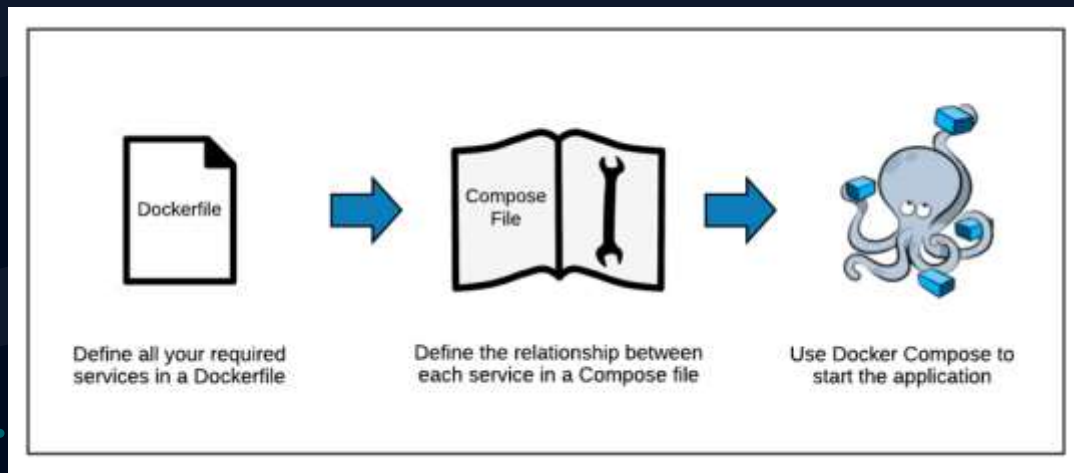 Dockerfile
Compose
File
Define all your required
services in a Dockerfile
Define the relationship between
each service in a Compose file
Use Docker Compose to
start the application